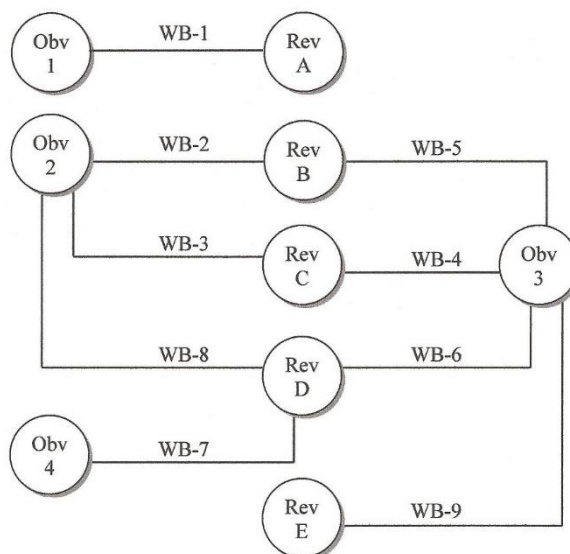 Obv
1
WB-1
Rev
A
Obv
2
WB-2
Rev
B
WB-5
WB-3
Rev
C
WB-4
Obv
3
WB-8
Rev
D
WB-6
Obv
4
WB-7
Rev
E
WB-9